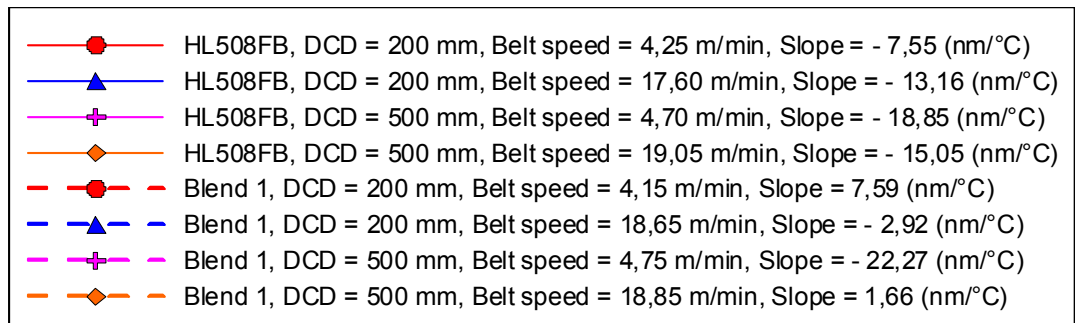 HL508FB, DCD = 200 mm, Belt speed = 4,25 m/min, Slope = - 7,55 (nm/°C)
HL508FB, DCD = 200 mm, Belt speed = 17,60 m/min, Slope = - 13,16 (nm/°C)
HL508FB, DCD = 500 mm, Belt speed = 4,70 m/min, Slope = - 18,85 (nm/°C)
HL508FB, DCD = 500 mm, Belt speed = 19,05 m/min, Slope = - 15,05 (nm/°C)
Blend 1, DCD = 200 mm, Belt speed = 4,15 m/min, Slope = 7,59 (nm/°C)
Blend 1, DCD = 200 mm, Belt speed = 18,65 m/min, Slope = - 2,92 (nm/°C)
Blend 1, DCD = 500 mm, Belt speed = 4,75 m/min, Slope = - 22,27 (nm/°C)
Blend 1, DCD = 500 mm, Belt speed = 18,85 m/min, Slope = 1,66 (nm/°C)